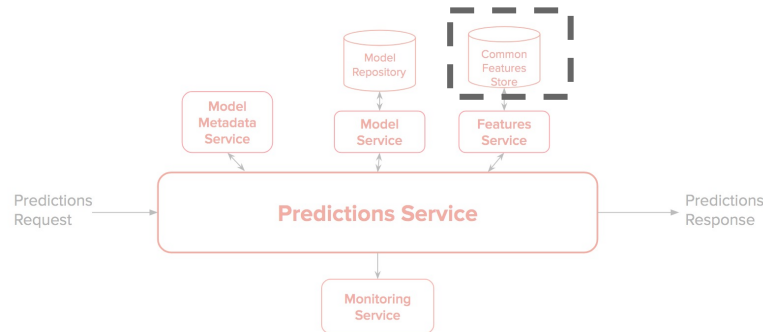 Model
Repository
Common
Features
Store
Model
Metadata
Service
Model
Service
Features
Service
Predictions
Request
Predictions Service
Predictions
Response
Monitoring
Service